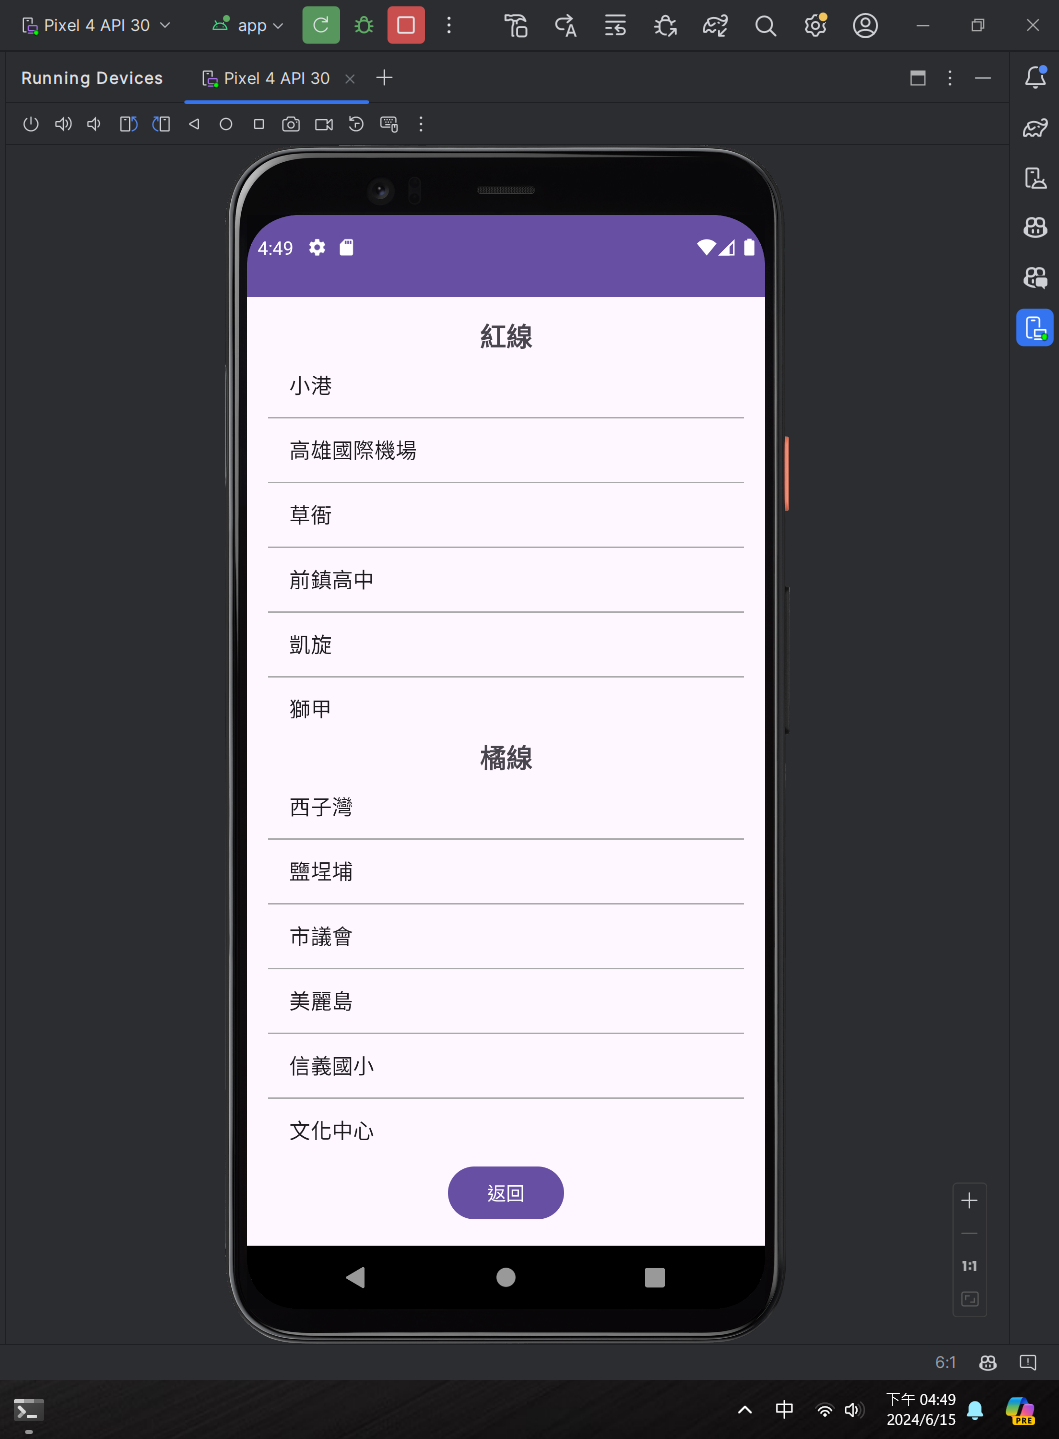 Pixel 4 API 30
app
Running Devices
Pixel 4 API 30
4:49
紅線
小港
高雄國際機場
草衙
前鎮高中
凱旋
獅甲
橘線
西子灣
鹽埕埔
市議會
美麗島
信義國小
文化中心
返回
1:1
6:1
中
下午 04:49
2024/6/15
PRE